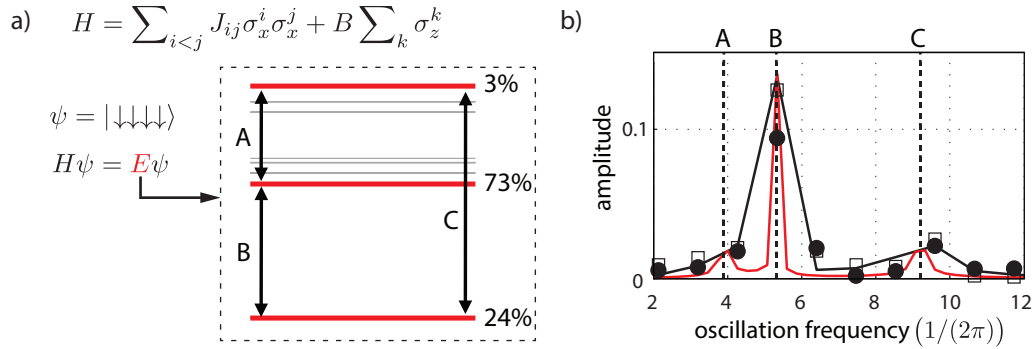 a)
H = ∑_{i<j} J_{ij} σ_x^i σ_x^j + B ∑_k σ_z^k
ψ = |↓↓↓↓⟩
Hψ = Eψ
3%
73%
24%
A
B
C
b)
A B C
0.1
0
amplitude
2 4 6 8 10 12
oscillation frequency (1/(2π))